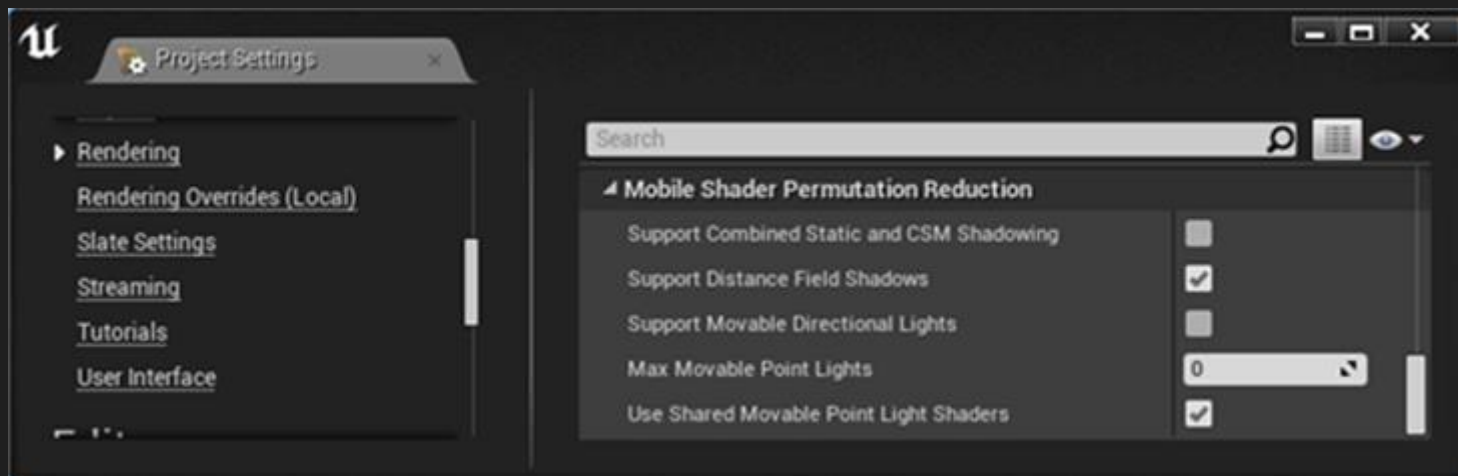 Project Settings
Rendering
Rendering Overrides (Local)
Slate Settings
Streaming
Tutorials
User Interface
Search
Mobile Shader Permutation Reduction
Support Combined Static and CSM Shadowing
Support Distance Field Shadows
Support Movable Directional Lights
Max Movable Point Lights
0
Use Shared Movable Point Light Shaders